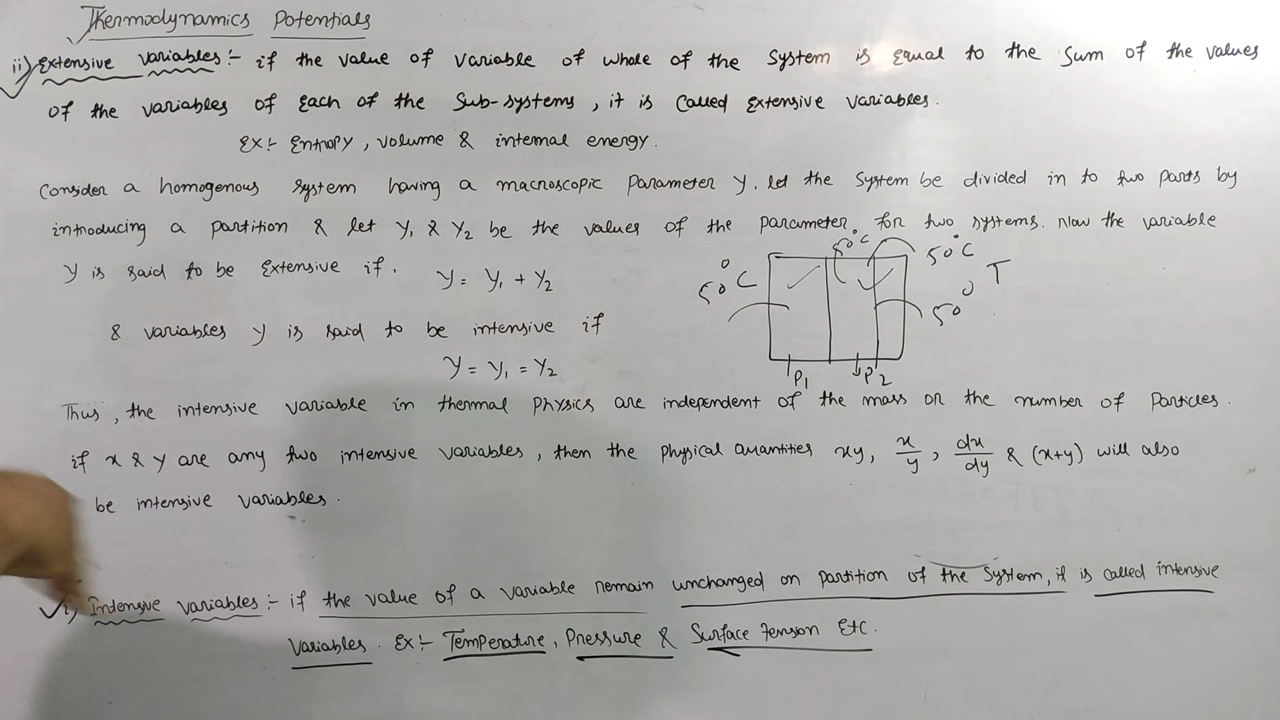 Thermodynamics Potentials
ii) Extensive variables :- if the value of variable of whole of the System is equal to the Sum of the values
of the variables of each of the Sub-systems, it is called extensive variables.
Ex:- Entropy, volume & internal energy.
Consider a homogenous system having a macroscopic parameter y. let the system be divided in to two parts by
introducing a partition & let y₁ & y₂ be the values of the parameter for two systems. Now the variable
y is said to be extensive if.
y = y₁ + y₂
& variables y is said to be intensive if
y = y₁ = y₂
50°C
50°C
50°C
50°
T
P₁
P₂
Thus, the intensive variable in thermal physics are independent of the mass or the number of particles.
if x & y are any two intensive variables, then the physical quantities xy, x/y, dx/dy & (x+y) will also
be intensive variables.
i) Intensive variables :- if the value of a variable remain unchanged on partition of the System, it is called intensive
variables. Ex:- Temperature, Pressure & Surface tension Etc.